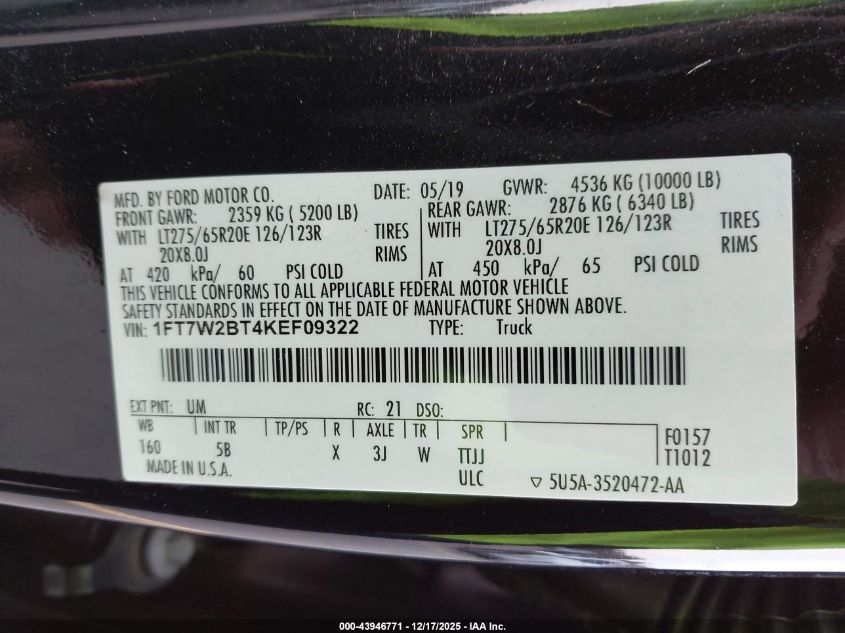 MFD. BY FORD MOTOR CO. DATE: 05/19 GVWR: 4536 KG (10000 LB)
FRONT GAWR: 2359 KG ( 5200 LB) REAR GAWR: 2876 KG ( 6340 LB)
WITH LT275/65R20E 126/123R TIRES WITH LT275/65R20E 126/123R TIRES
20X8.0J RIMS 20X8.0J RIMS
AT 420 kPa/ 60 PSI COLD AT 450 kPa/ 65 PSI COLD
THIS VEHICLE CONFORMS TO ALL APPLICABLE FEDERAL MOTOR VEHICLE
SAFETY STANDARDS IN EFFECT ON THE DATE OF MANUFACTURE SHOWN ABOVE.
VIN: 1FT7W2BT4KEF09322 TYPE: Truck
EXT PNT: UM RC: 21 DSO:
WB INT TR TP/PS R AXLE TR SPR F0157
160 5B X 3J W TTJJ T1012
MADE IN U.S.A. ULC 5U5A-3520472-AA
000-43946771 - 12/17/2025 - IAA Inc.